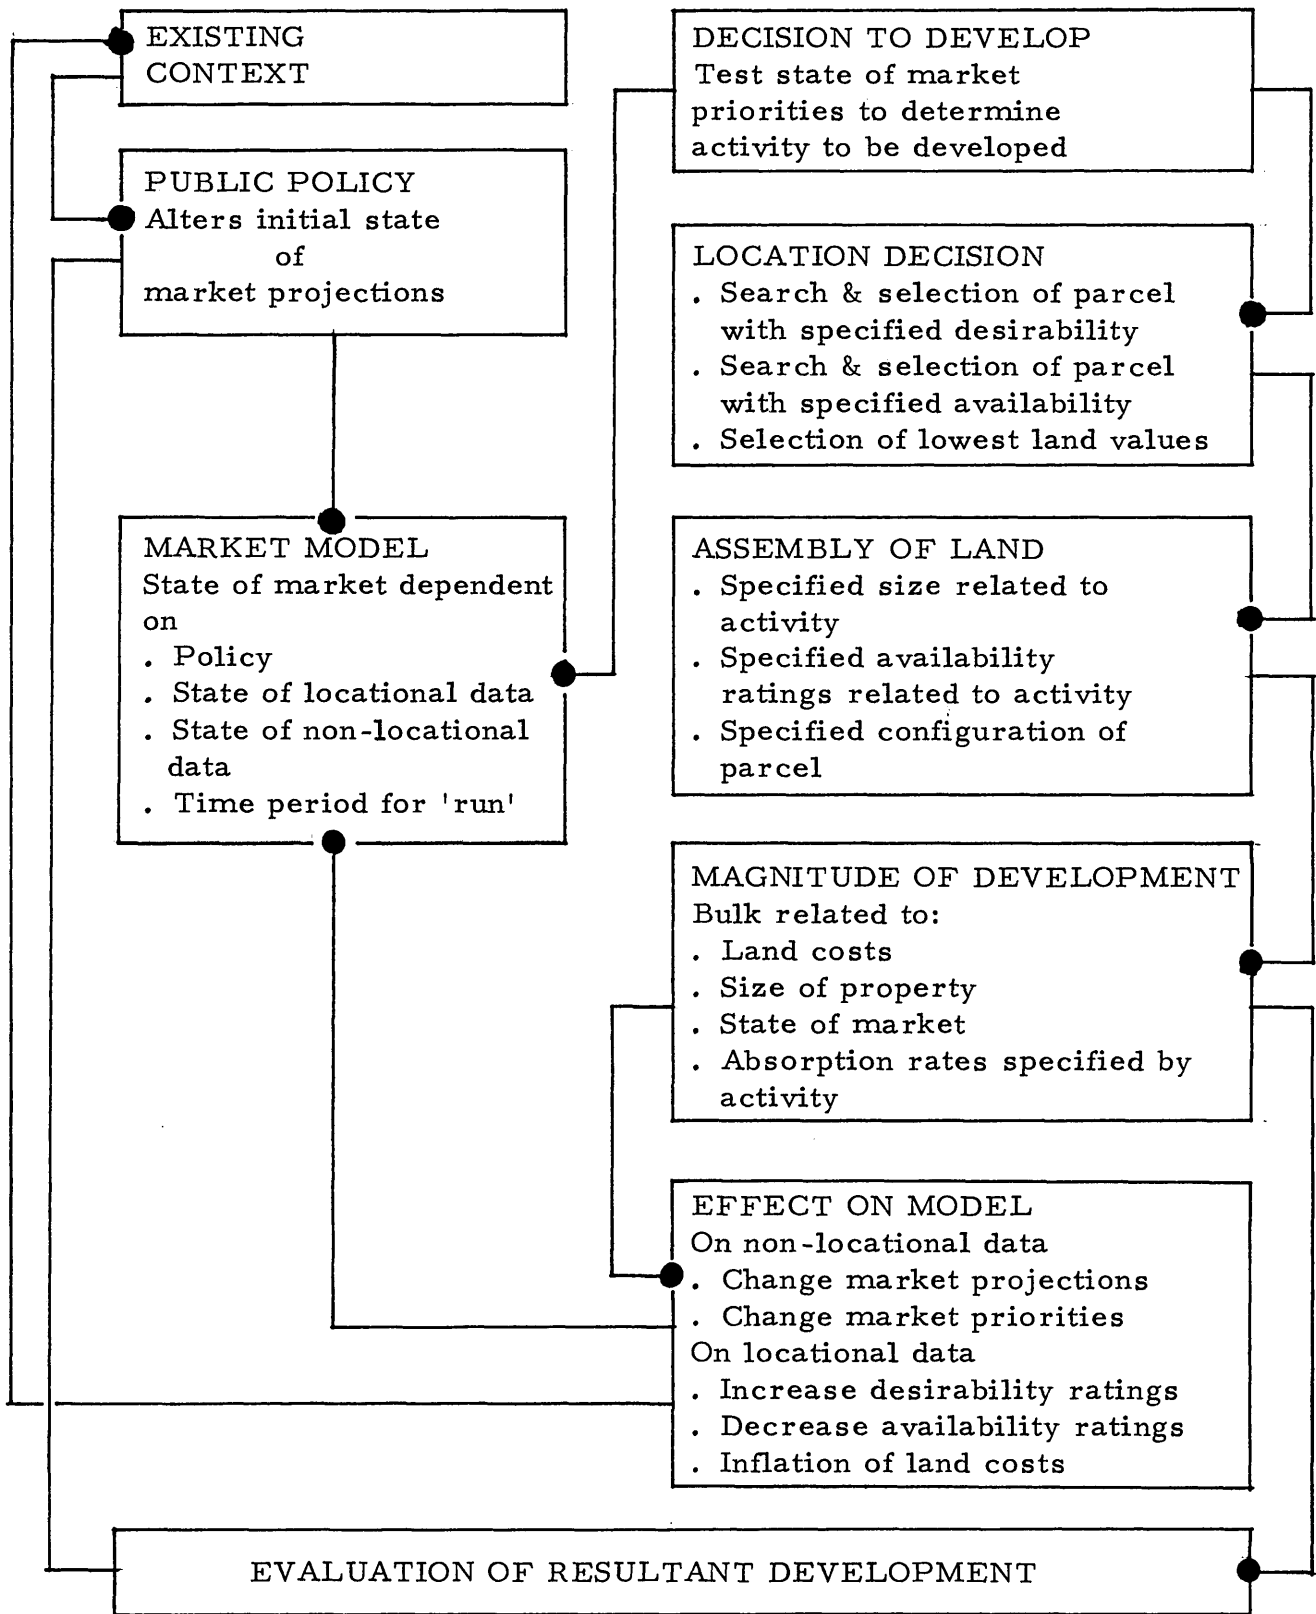 EXISTING
CONTEXT
PUBLIC POLICY
Alters initial state
of
market projections
MARKET MODEL
State of market dependent
on
. Policy
. State of locational data
. State of non-locational
data
. Time period for 'run'
DECISION TO DEVELOP
Test state of market
priorities to determine
activity to be developed
LOCATION DECISION
. Search & selection of parcel
with specified desirability
. Search & selection of parcel
with specified availability
. Selection of lowest land values
ASSEMBLY OF LAND
. Specified size related to
activity
. Specified availability
ratings related to activity
. Specified configuration of
parcel
MAGNITUDE OF DEVELOPMENT
Bulk related to:
. Land costs
. Size of property
. State of market
. Absorption rates specified by
activity
EFFECT ON MODEL
On non-locational data
. Change market projections
. Change market priorities
On locational data
. Increase desirability ratings
. Decrease availability ratings
. Inflation of land costs
EVALUATION OF RESULTANT DEVELOPMENT